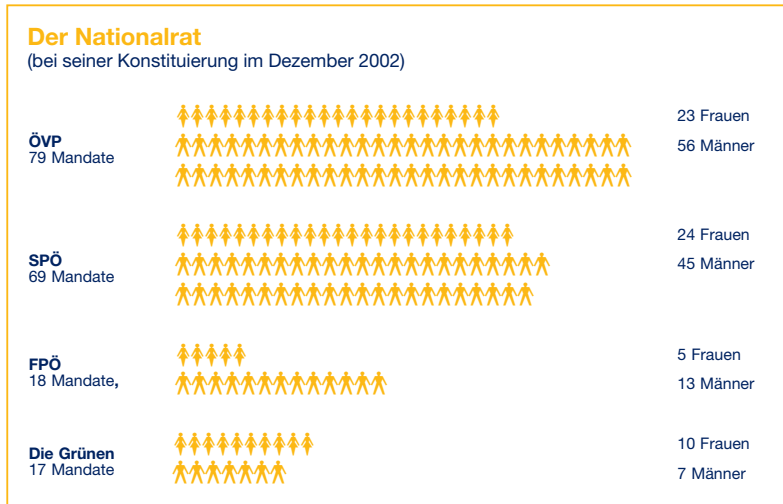 Der Nationalrat
(bei seiner Konstituierung im Dezember 2002)
ÖVP
79 Mandate
23 Frauen
56 Männer
SPÖ
69 Mandate
24 Frauen
45 Männer
FPÖ
18 Mandate,
5 Frauen
13 Männer
Die Grünen
17 Mandate
10 Frauen
7 Männer